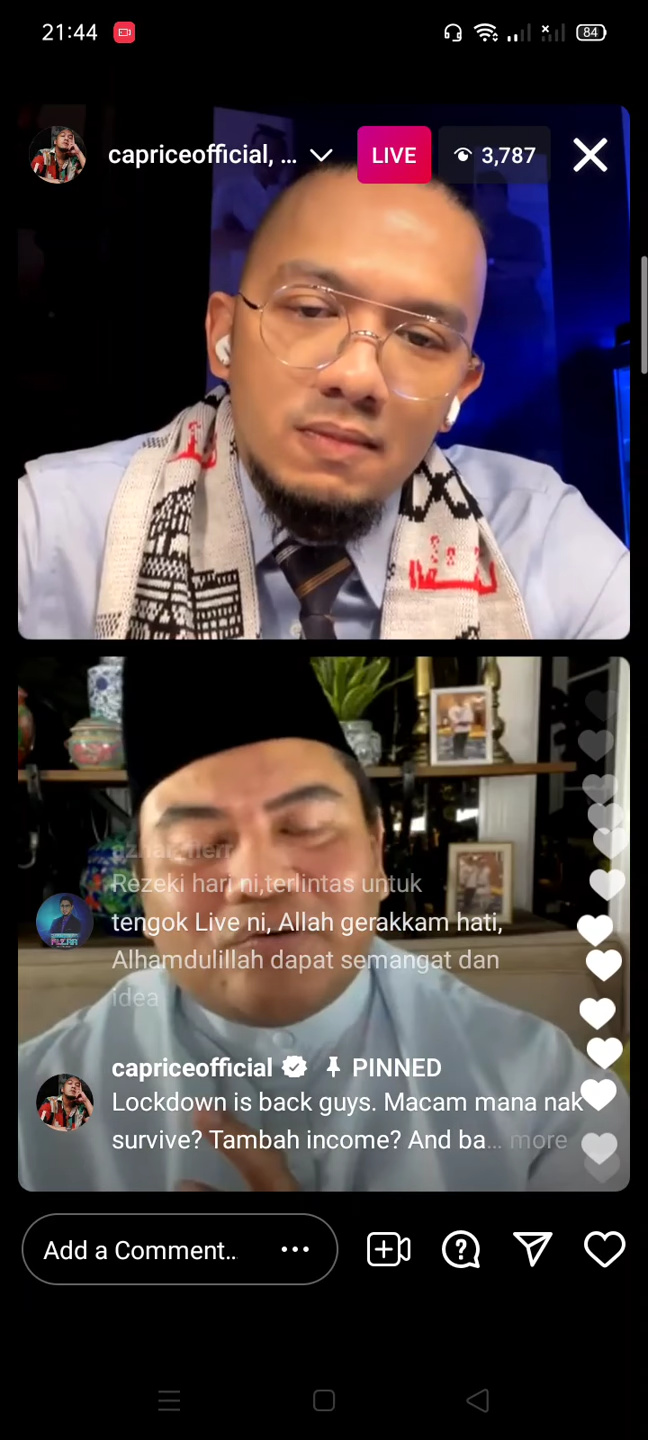 21:44
84
capriceofficial, ...
LIVE
3,787
azhar.herr
Rezeki hari ni,terlintas untuk
tengok Live ni, Allah gerakkam hati,
Alhamdulillah dapat semangat dan
idea
capriceofficial PINNED
Lockdown is back guys. Macam mana nak
survive? Tambah income? And ba... more
Add a Comment..